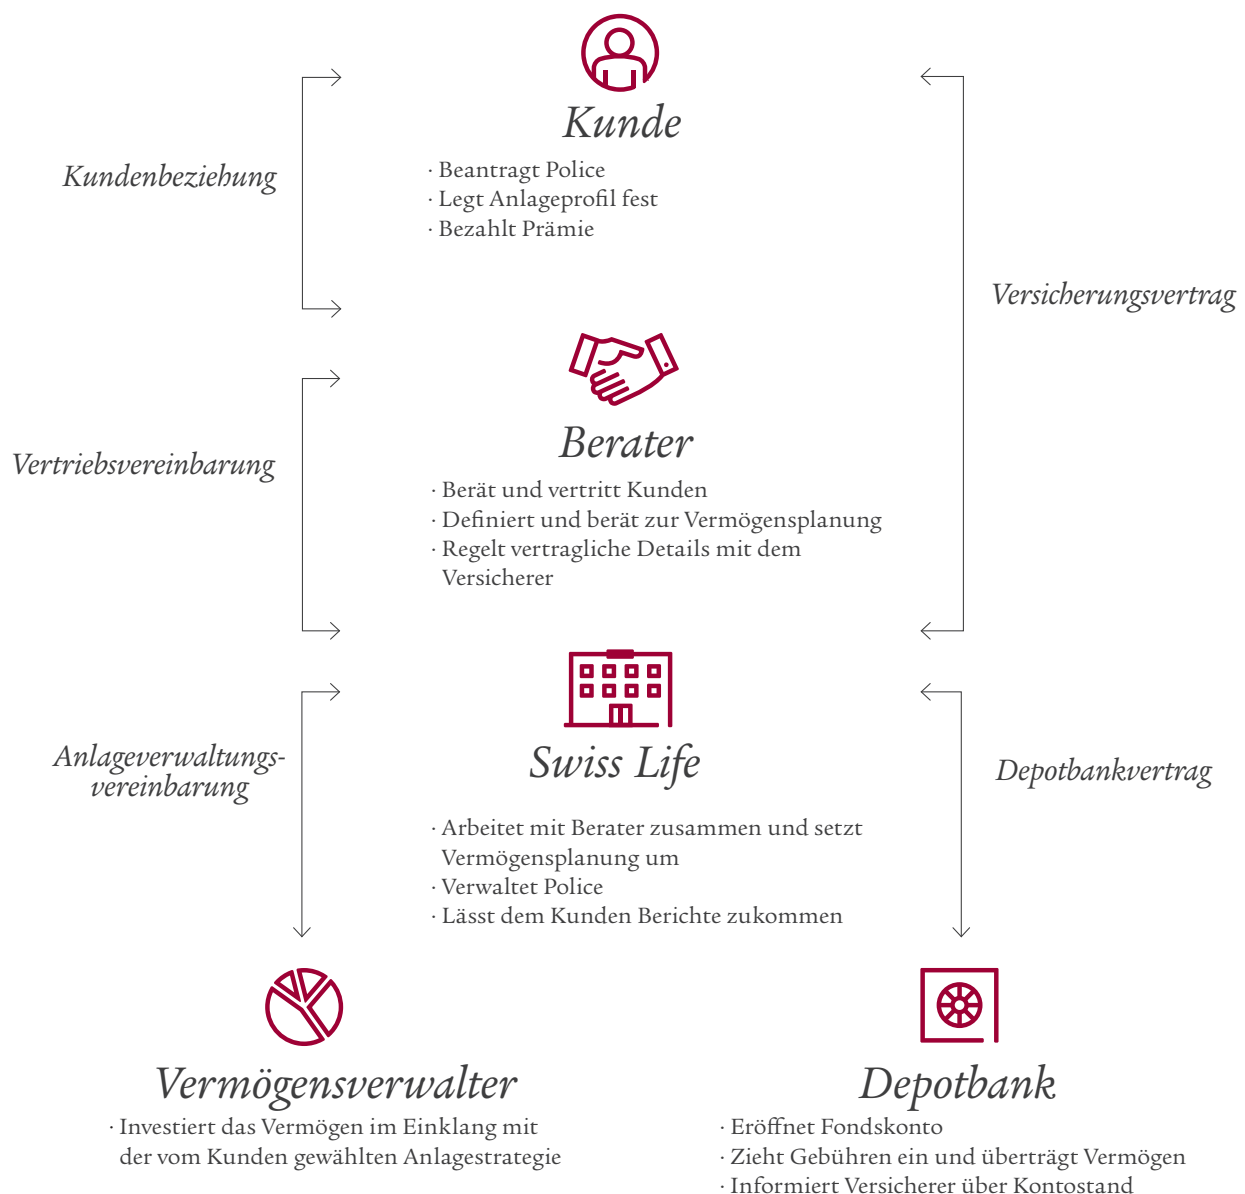 Kunde
· Beantragt Police
· Legt Anlageprofil fest
· Bezahlt Prämie
Kundenbeziehung
Versicherungsvertrag
Berater
· Berät und vertritt Kunden
· Definiert und berät zur Vermögensplanung
· Regelt vertragliche Details mit dem
Versicherer
Vertriebsvereinbarung
Swiss Life
· Arbeitet mit Berater zusammen und setzt
Vermögensplanung um
· Verwaltet Police
· Lässt dem Kunden Berichte zukommen
Anlageverwaltungs-
vereinbarung
Depotbankvertrag
Vermögensverwalter
· Investiert das Vermögen im Einklang mit
der vom Kunden gewählten Anlagestrategie
Depotbank
· Eröffnet Fondskonto
· Zieht Gebühren ein und überträgt Vermögen
· Informiert Versicherer über Kontostand